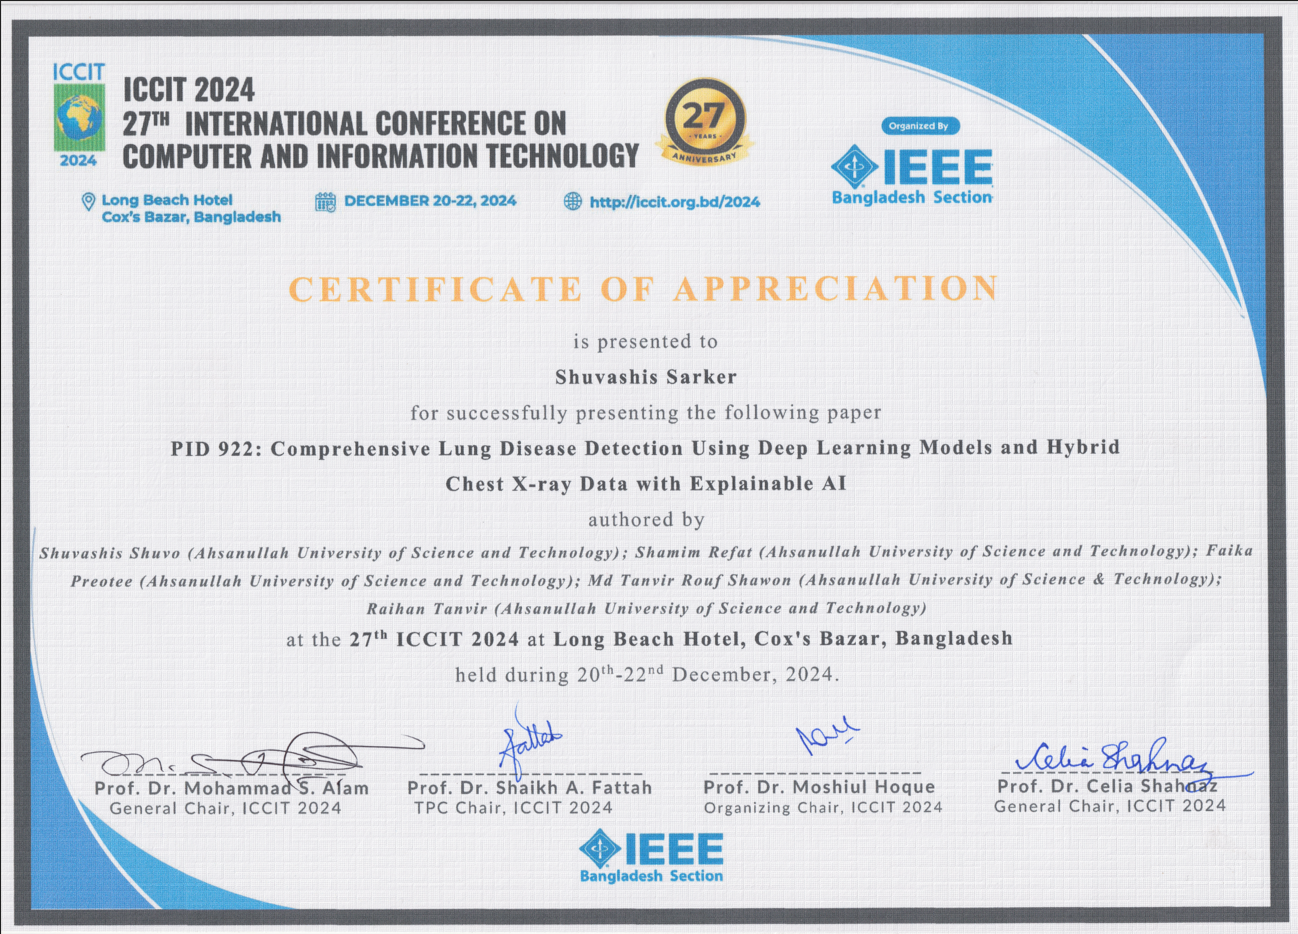 ICCIT
2024
ICCIT 2024
27TH INTERNATIONAL CONFERENCE ON
COMPUTER AND INFORMATION TECHNOLOGY
27
YEARS
ANNIVERSARY
Organized By
IEEE
Bangladesh Section
Long Beach Hotel
Cox's Bazar, Bangladesh
DECEMBER 20-22, 2024
http://iccit.org.bd/2024
CERTIFICATE OF APPRECIATION
is presented to
Shuvashis Sarker
for successfully presenting the following paper
PID 922: Comprehensive Lung Disease Detection Using Deep Learning Models and Hybrid
Chest X-ray Data with Explainable AI
authored by
Shuvashis Shuvo (Ahsanullah University of Science and Technology); Shamim Refat (Ahsanullah University of Science and Technology); Faika
Preotee (Ahsanullah University of Science and Technology); Md Tanvir Rouf Shawon (Ahsanullah University of Science & Technology);
Raihan Tanvir (Ahsanullah University of Science and Technology)
at the 27th ICCIT 2024 at Long Beach Hotel, Cox's Bazar, Bangladesh
held during 20th-22nd December, 2024.
Fattah
Celia Shahnaz
Prof. Dr. Mohammad S. Alam
General Chair, ICCIT 2024
Prof. Dr. Shaikh A. Fattah
TPC Chair, ICCIT 2024
Prof. Dr. Moshiul Hoque
Organizing Chair, ICCIT 2024
Prof. Dr. Celia Shahnaz
General Chair, ICCIT 2024
IEEE
Bangladesh Section